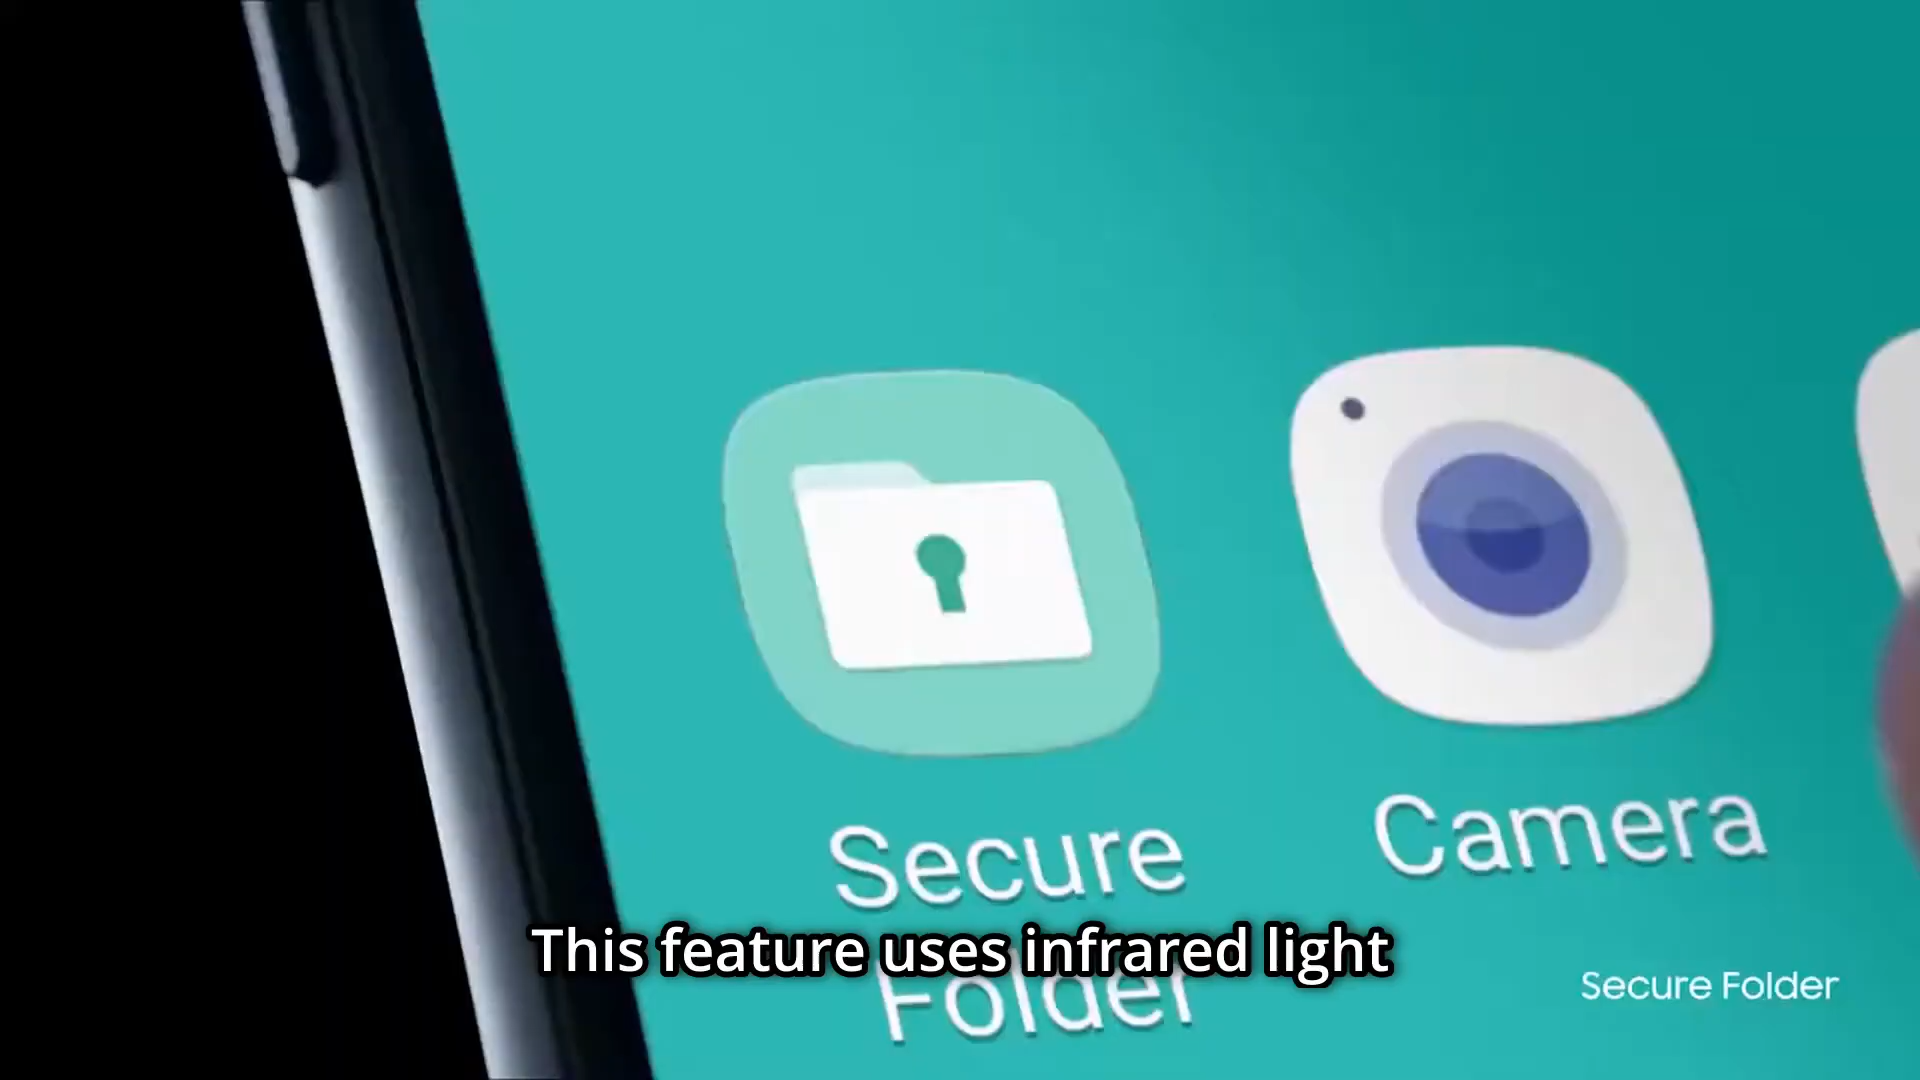 Secure
Folder
Camera
This feature uses infrared light
Secure Folder